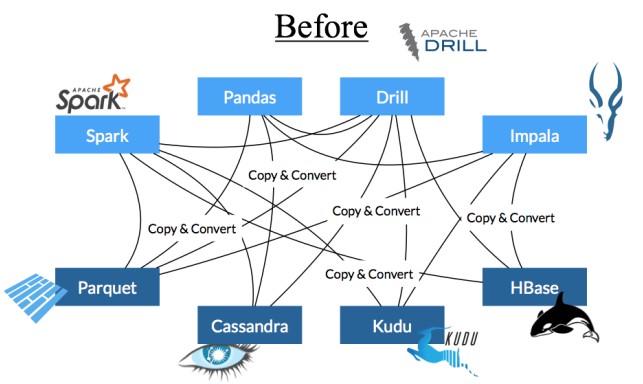 Before
APACHE
DRILL
APACHE
Spark
Pandas
Drill
Spark
Impala
Copy & Convert
Copy & Convert
Copy & Convert
Copy & Convert
Copy & Convert
Parquet
HBase
Cassandra
Kudu
KUDU